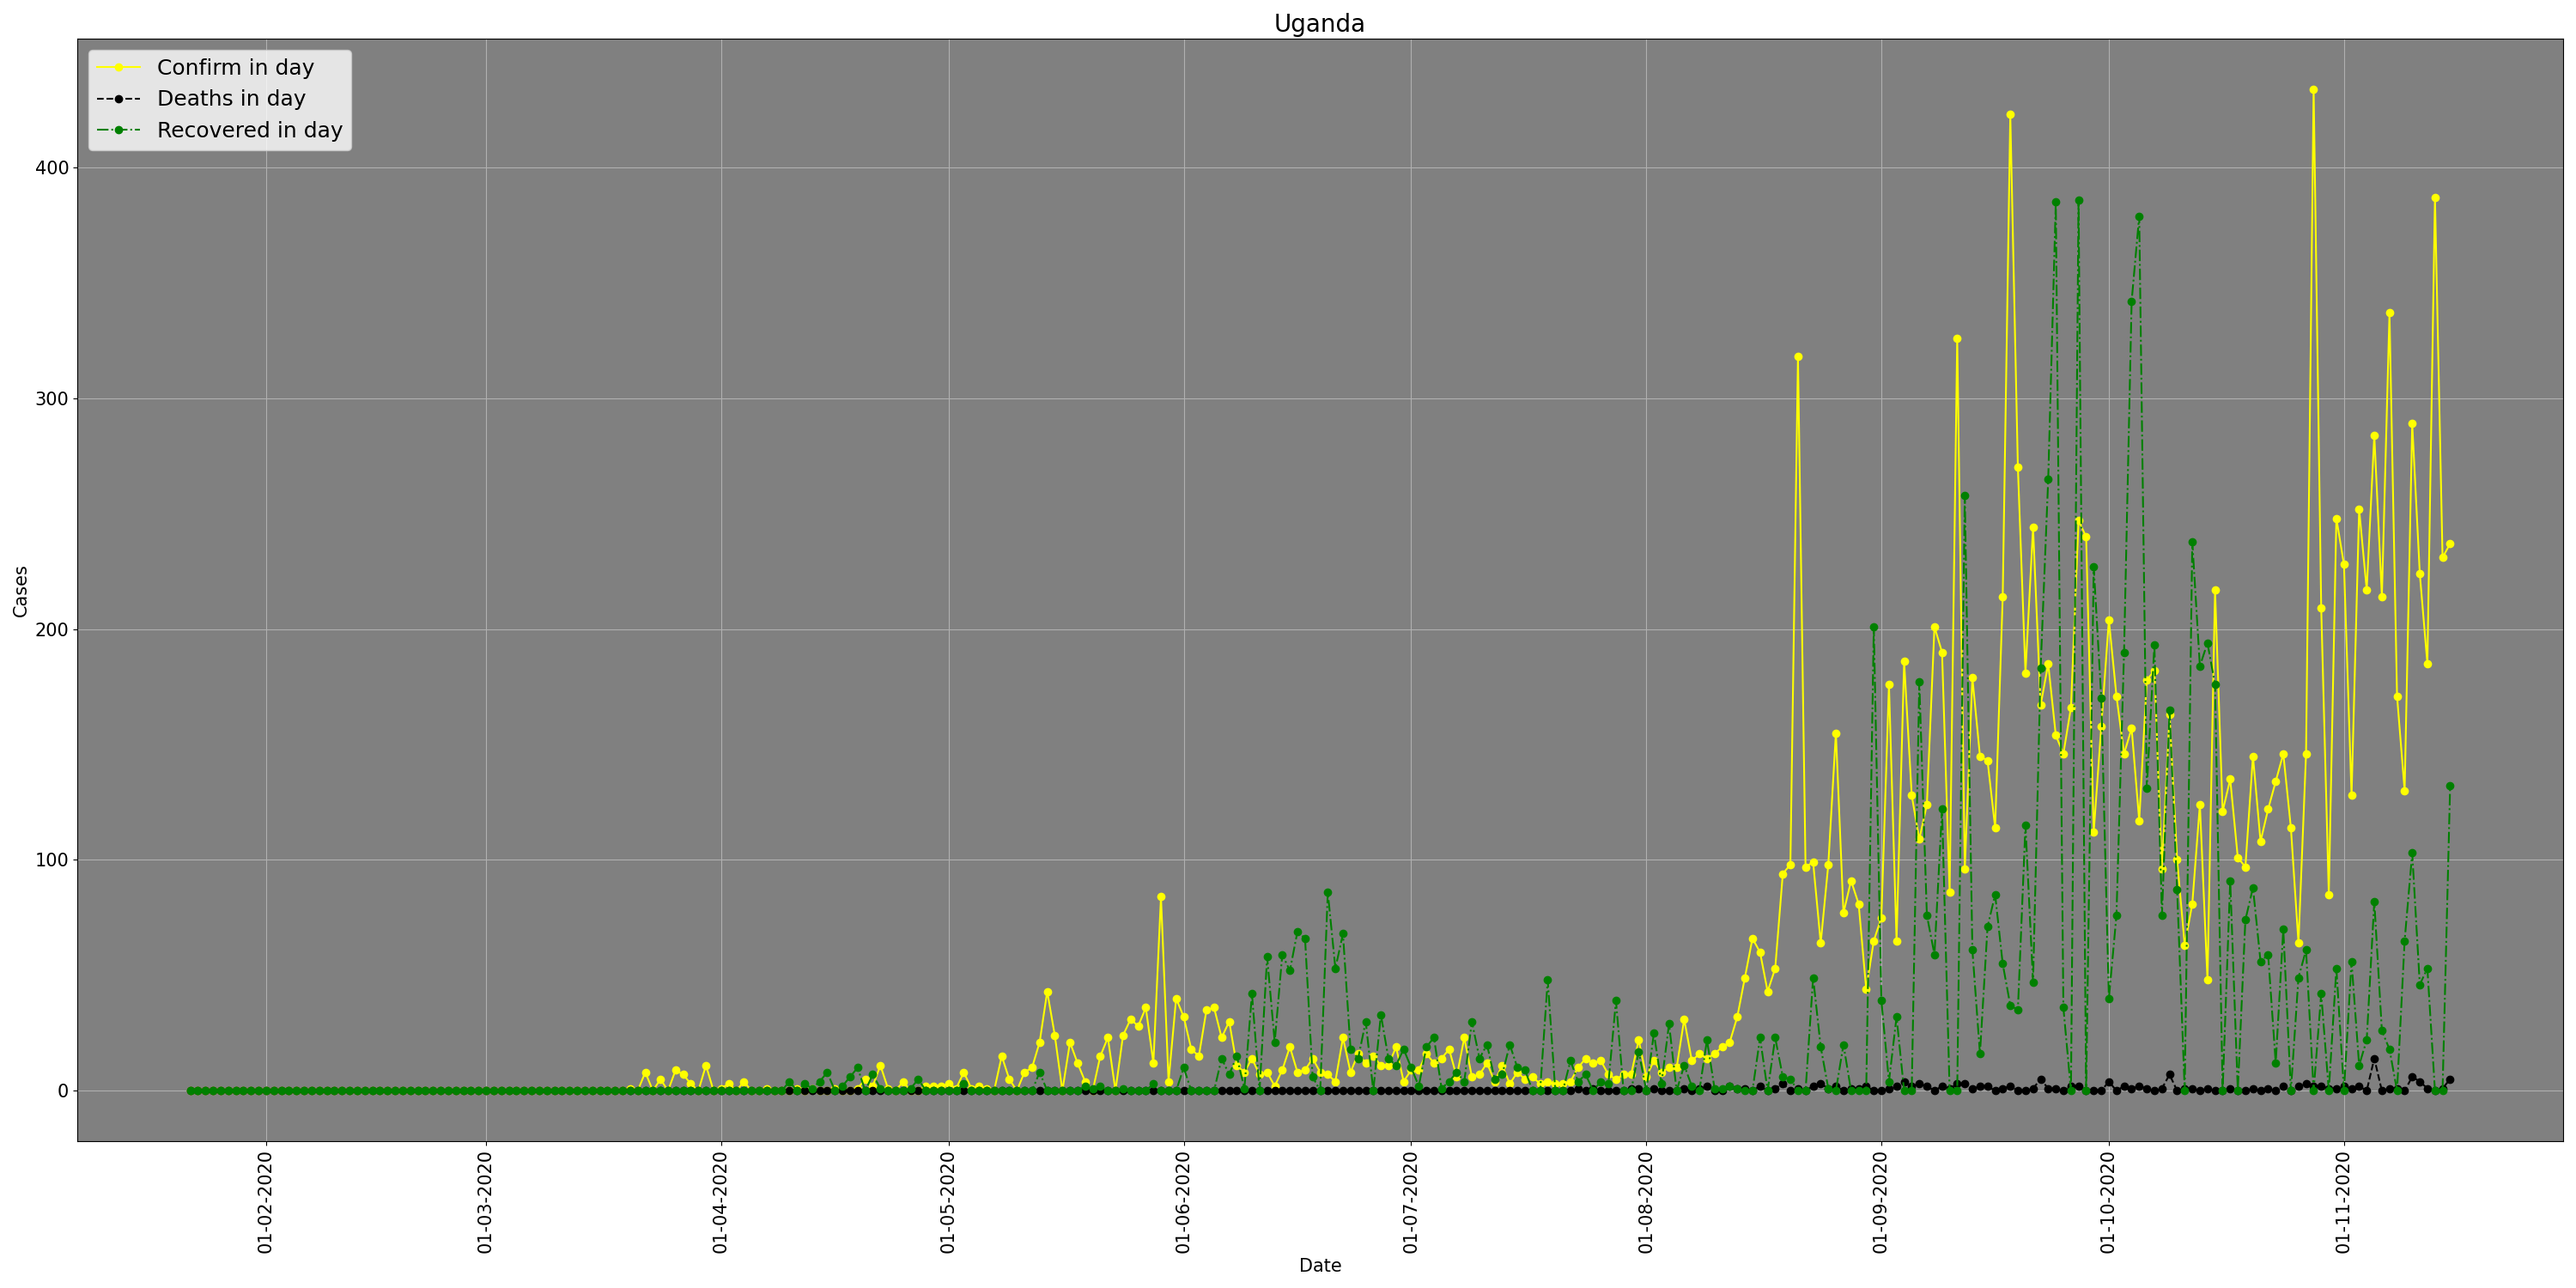 Uganda
Confirm in day
Deaths in day
Recovered in day
Cases
400
300
200
100
0
01-02-2020
01-03-2020
01-04-2020
01-05-2020
01-06-2020
01-07-2020
01-08-2020
01-09-2020
01-10-2020
01-11-2020
Date